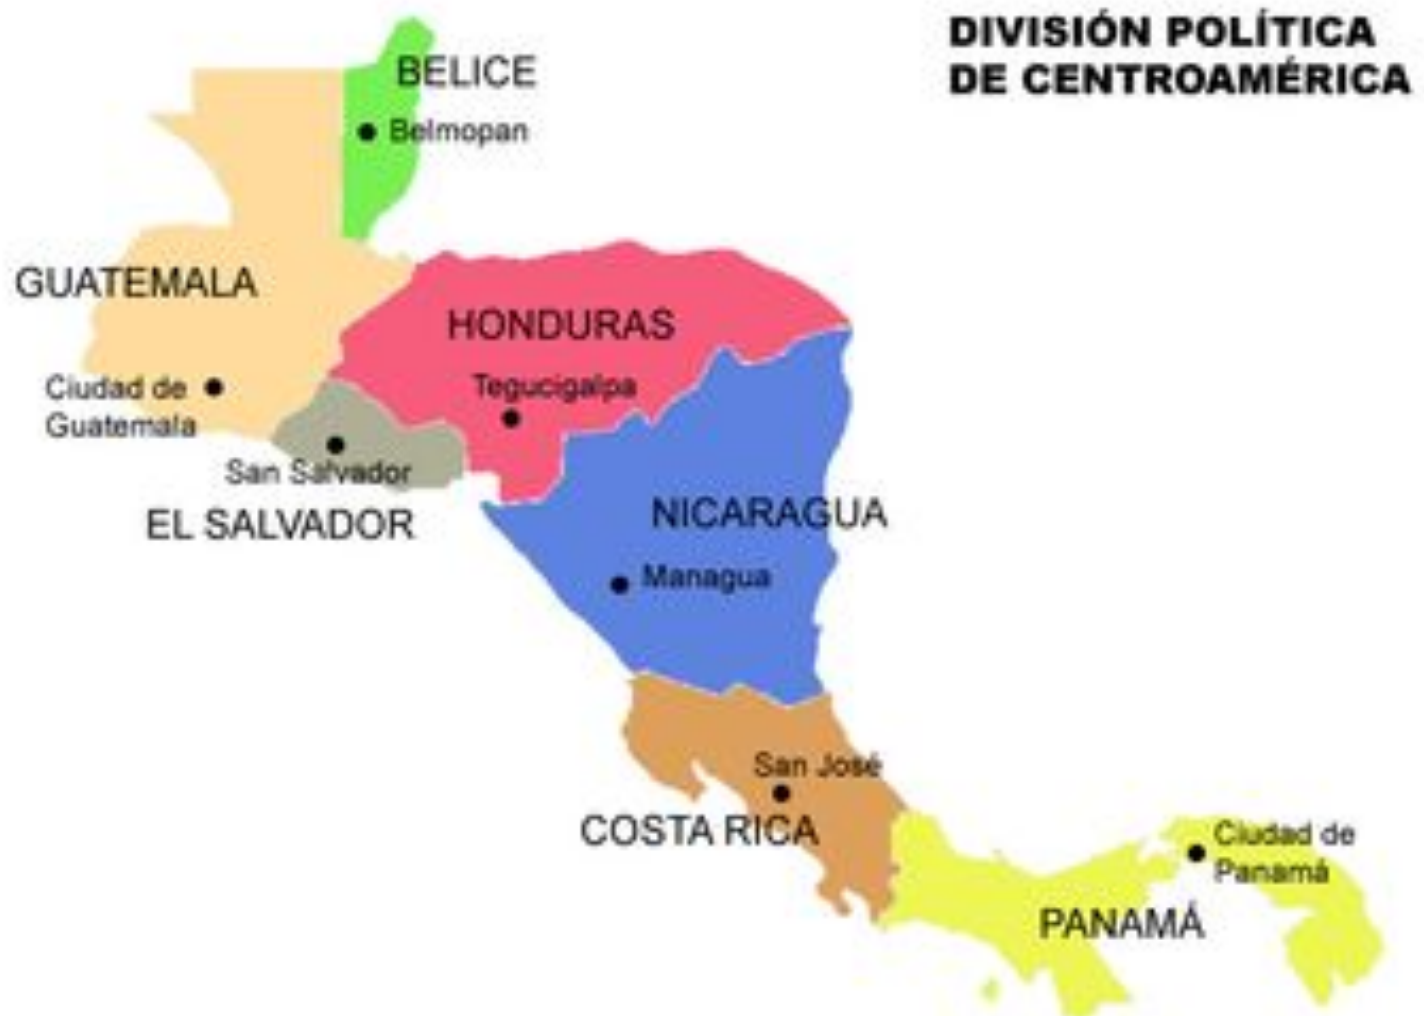 DIVISIÓN POLÍTICA
DE CENTROAMÉRICA
BELICE
Belmopan
GUATEMALA
HONDURAS
Ciudad de
Guatemala
Tegucigalpa
San Salvador
EL SALVADOR
NICARAGUA
Managua
San José
COSTA RICA
Ciudad de
Panamá
PANAMÁ